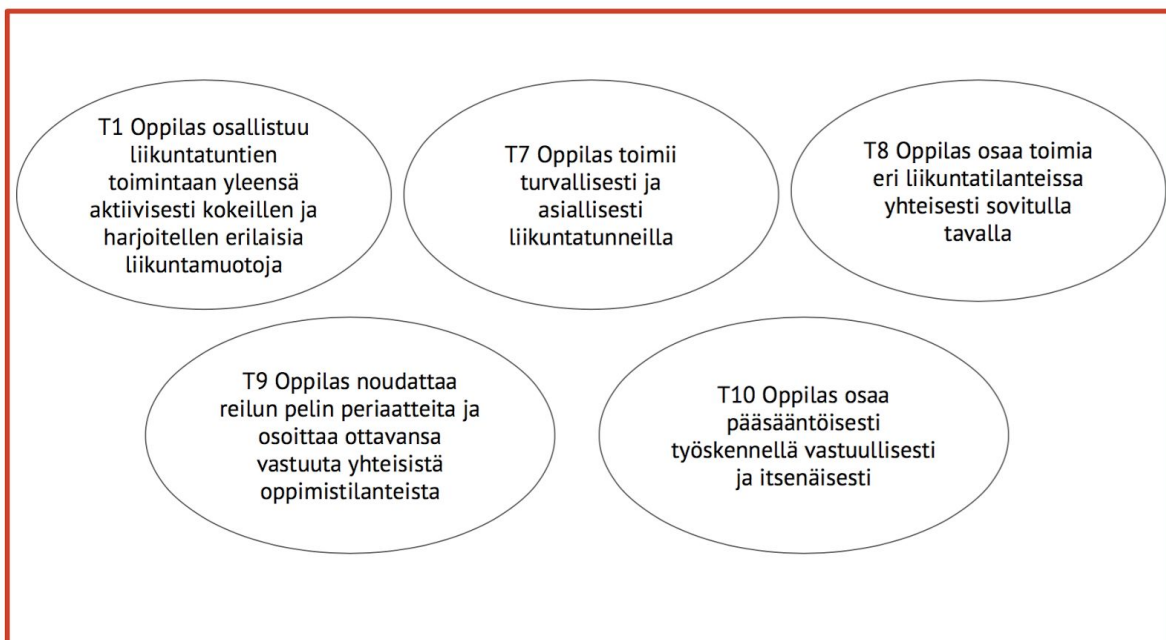 T1 Oppilas osallistuu
liikuntatuntien
toimintaan yleensä
aktiivisesti kokeillen ja
harjoitellen erilaisia
liikuntamuotoja
T7 Oppilas toimii
turvallisesti ja
asiallisesti
liikuntatunneilla
T8 Oppilas osaa toimia
eri liikuntatilanteissa
yhteisesti sovitulla
tavalla
T9 Oppilas noudattaa
reilun pelin periaatteita ja
osoittaa ottavansa
vastuuta yhteisistä
oppimistilanteista
T10 Oppilas osaa
pääsääntöisesti
työskennellä vastuullisesti
ja itsenäisesti